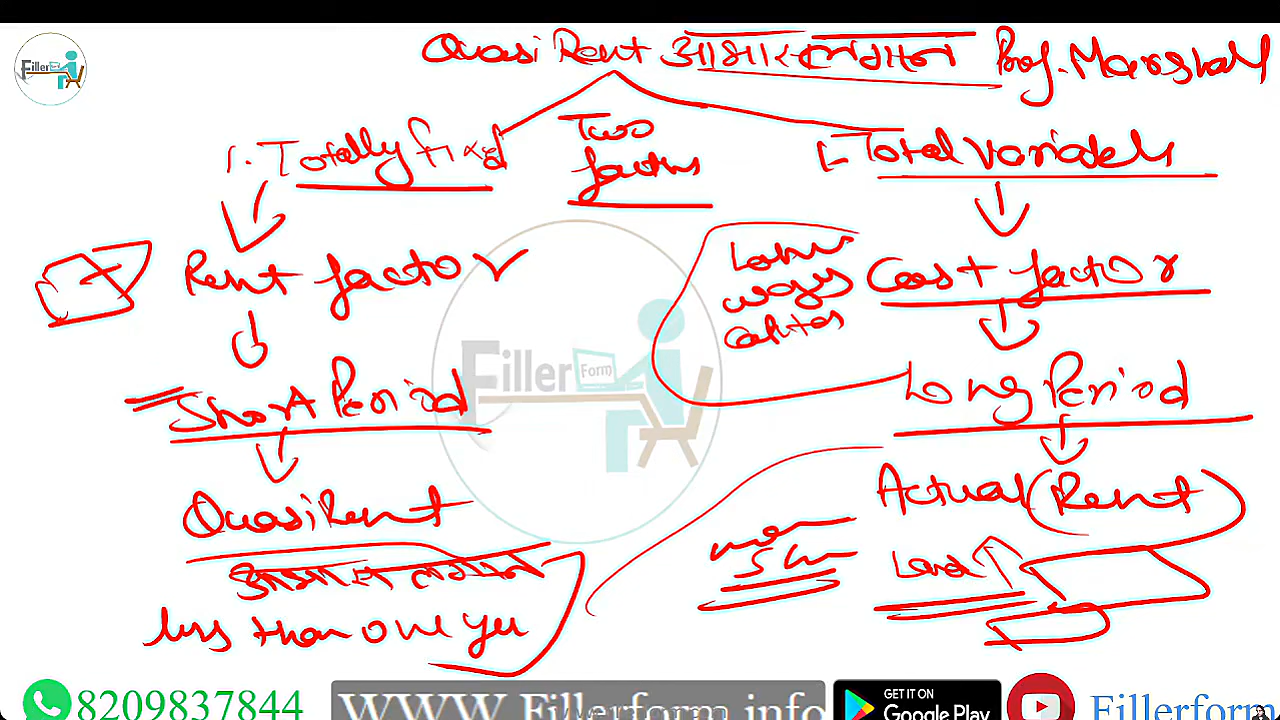 Filler
Quasi Rent आभास लगान Prof. Marshall
Two
factors
1. Totally fixed
1- Total variable
Rent factor
Labour
wages
Cost factor
Filler Form
Short Period
Long Period
Quasi Rent
आभास लगान
less than one year
Actual (Rent)
Land
8209837844
WWW.Fillerform.info
GET IT ON
Google Play
Fillerform